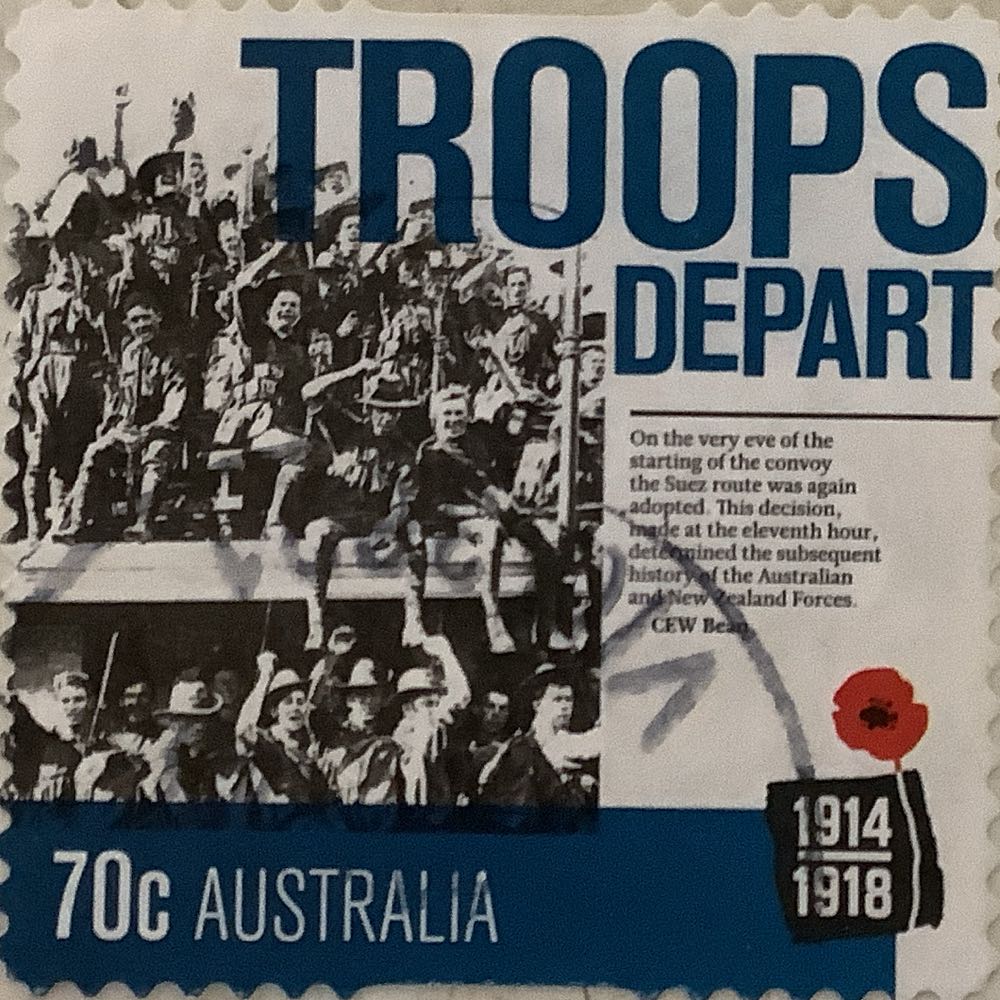 TROOPS
DEPART
On the very eve of the
starting of the convoy
the Suez route was again
adopted. This decision,
made at the eleventh hour,
determined the subsequent
history of the Australian
and New Zealand Forces.
CEW Bean
1914
1918
70c AUSTRALIA